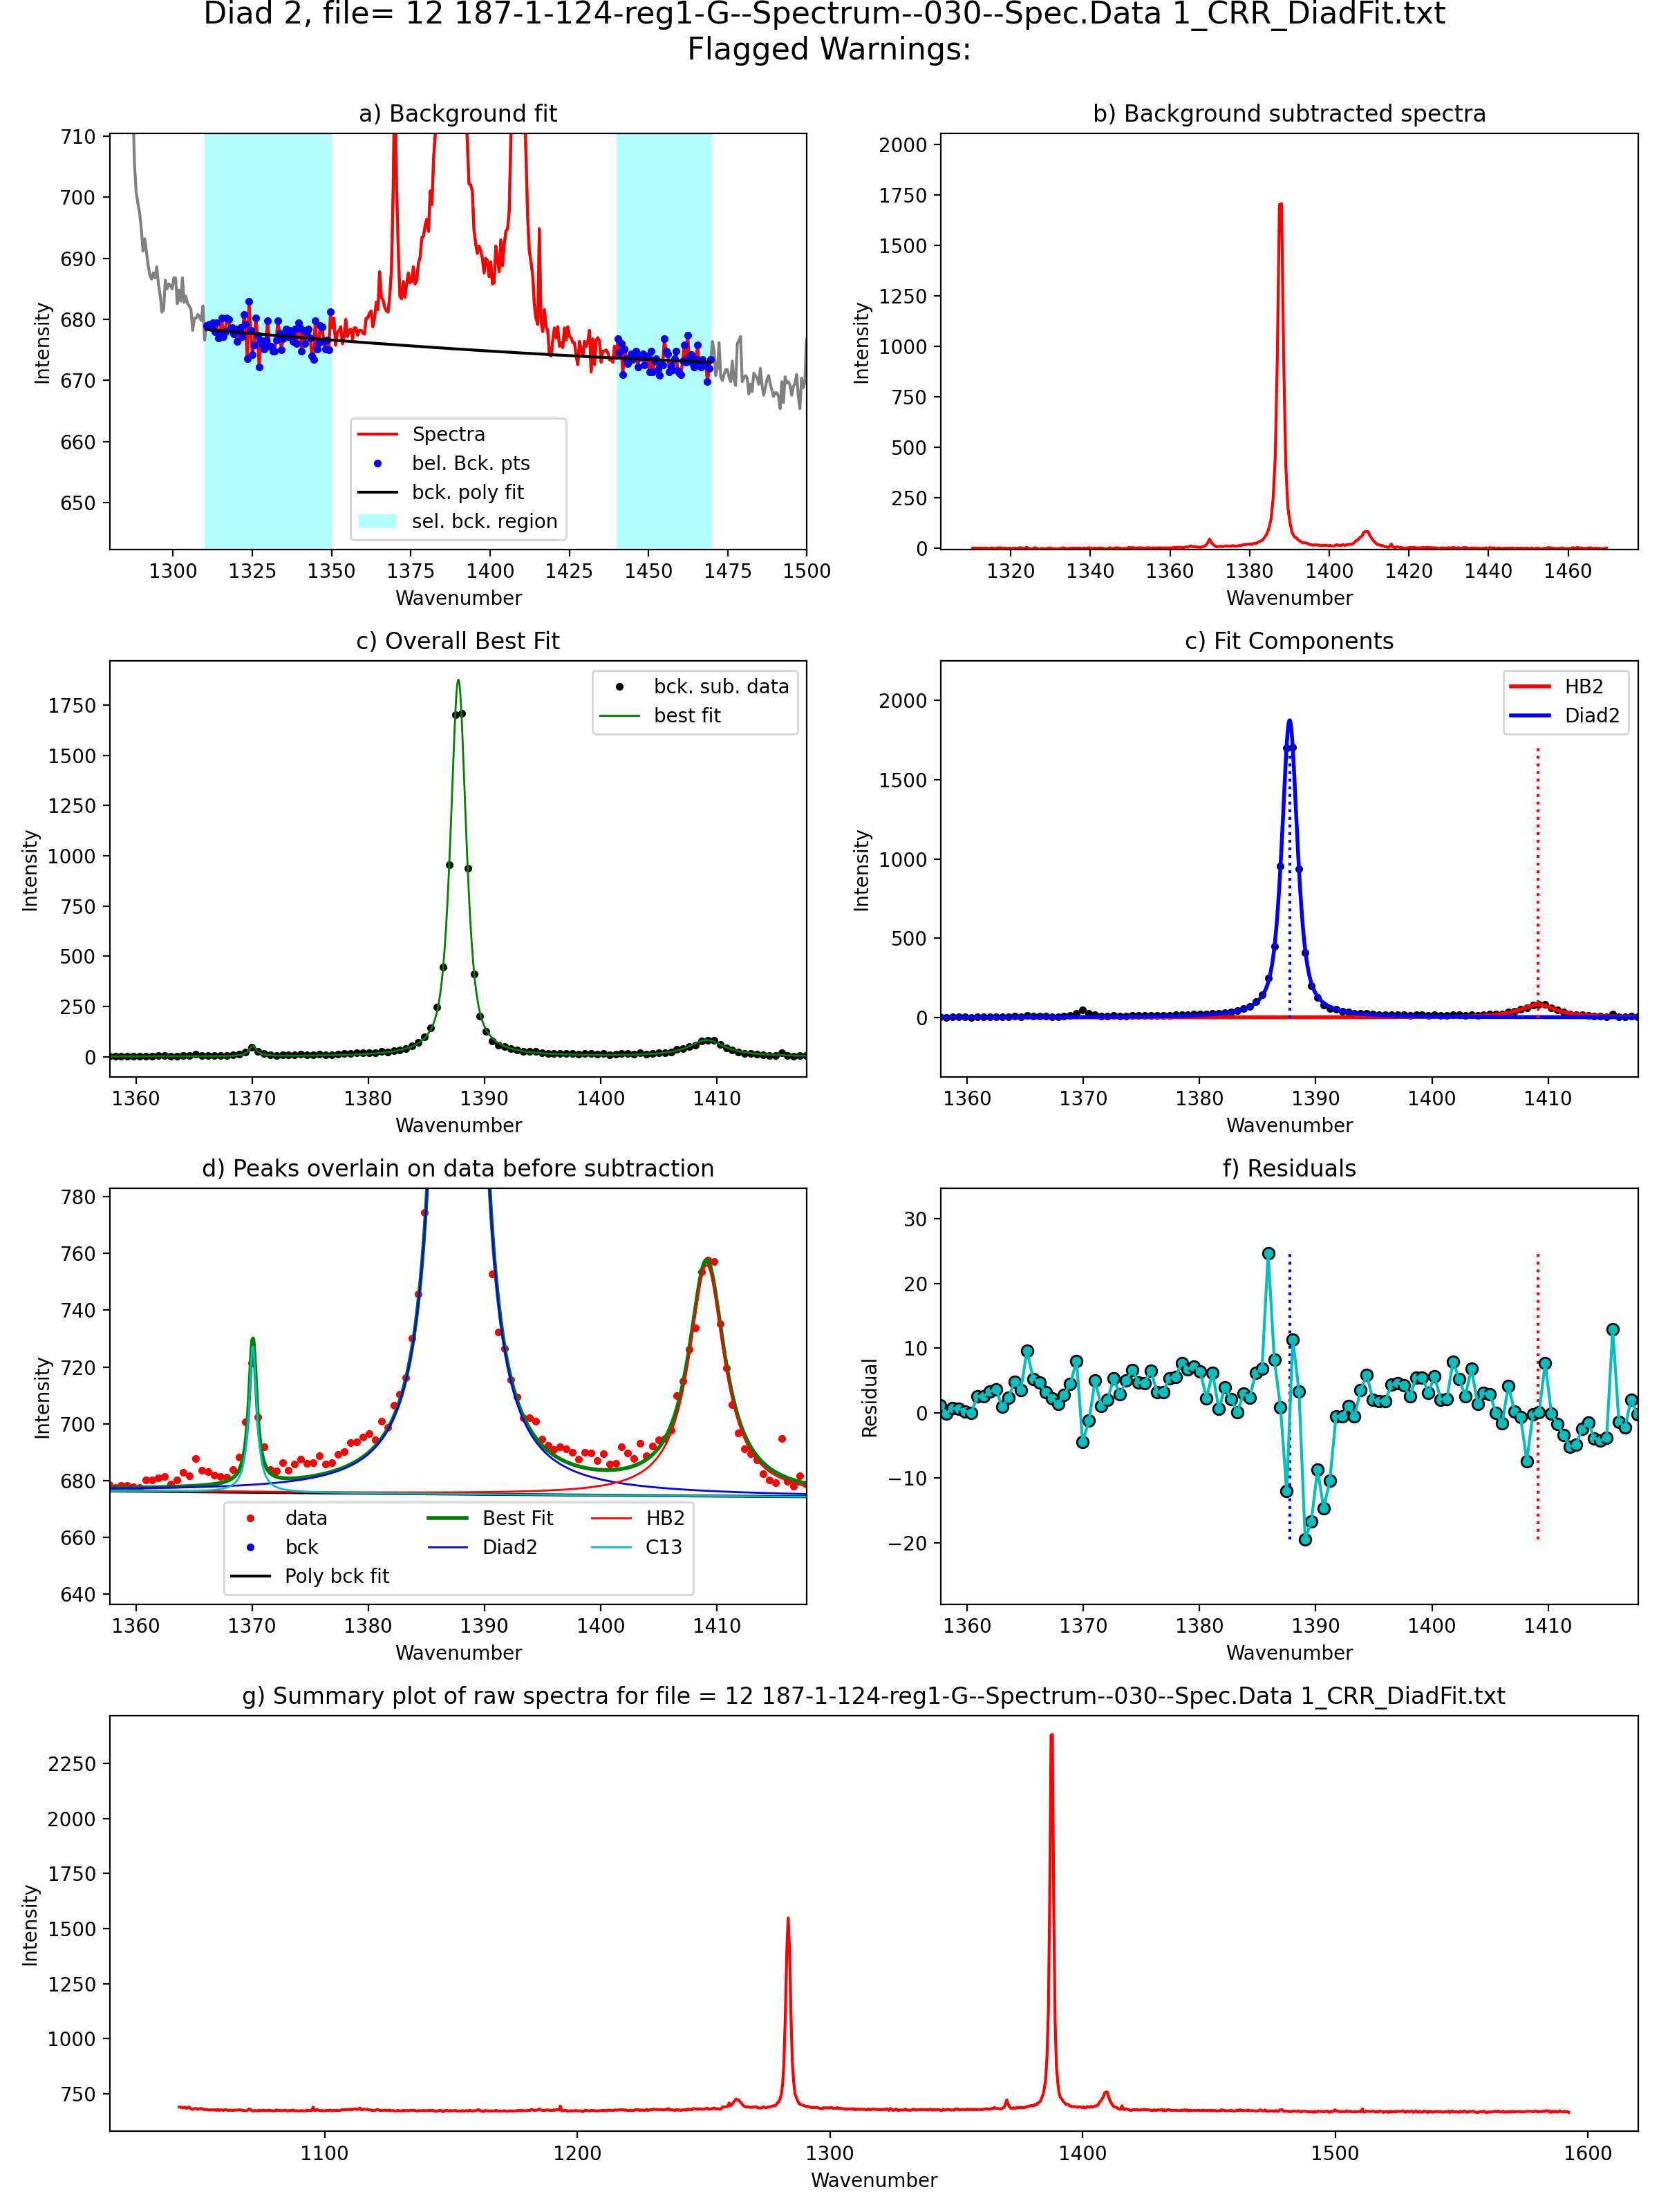 Diad 2, file= 12 187-1-124-reg1-G--Spectrum--030--Spec.Data 1_CRR_DiadFit.txt
Flagged Warnings:
a) Background fit
710
700
690
680
670
660
650
Intensity
Spectra
bel. Bck. pts
bck. poly fit
sel. bck. region
1300 1325 1350 1375 1400 1425 1450 1475 1500
Wavenumber
b) Background subtracted spectra
2000
1750
1500
1250
1000
750
500
250
0
Intensity
1320 1340 1360 1380 1400 1420 1440 1460
Wavenumber
c) Overall Best Fit
1750
1500
1250
1000
750
500
250
0
Intensity
bck. sub. data
best fit
1360 1370 1380 1390 1400 1410
Wavenumber
c) Fit Components
2000
1500
1000
500
0
Intensity
HB2
Diad2
1360 1370 1380 1390 1400 1410
Wavenumber
d) Peaks overlain on data before subtraction
780
760
740
720
700
680
660
640
Intensity
data
bck
Poly bck fit
Best Fit
Diad2
HB2
C13
1360 1370 1380 1390 1400 1410
Wavenumber
f) Residuals
30
20
10
0
−10
−20
Residual
1360 1370 1380 1390 1400 1410
Wavenumber
g) Summary plot of raw spectra for file = 12 187-1-124-reg1-G--Spectrum--030--Spec.Data 1_CRR_DiadFit.txt
2250
2000
1750
1500
1250
1000
750
Intensity
1100 1200 1300 1400 1500 1600
Wavenumber